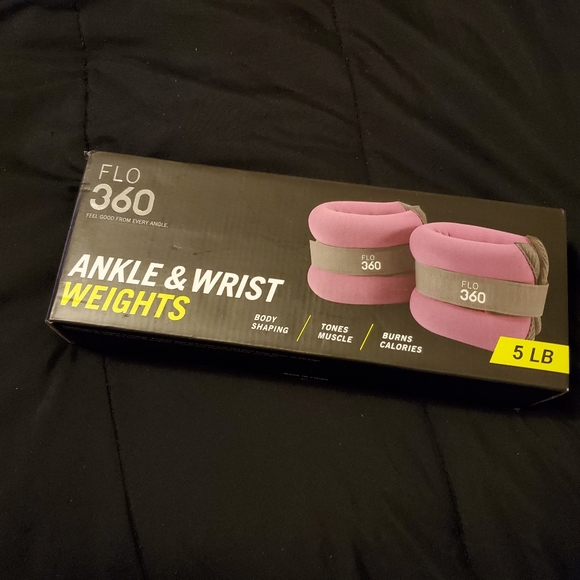 FLO
360
FEEL GOOD FROM EVERY ANGLE.
ANKLE & WRIST
WEIGHTS
BODY
SHAPING
TONES
MUSCLE
BURNS
CALORIES
FLO
360
FLO
360
5 LB